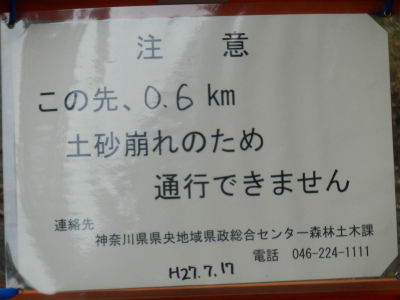 注　意
この先、0.6 km
土砂崩れのため
通行できません
連絡先
神奈川県県央地域県政総合センター森林土木課
電話　046-224-1111
H27.7.17